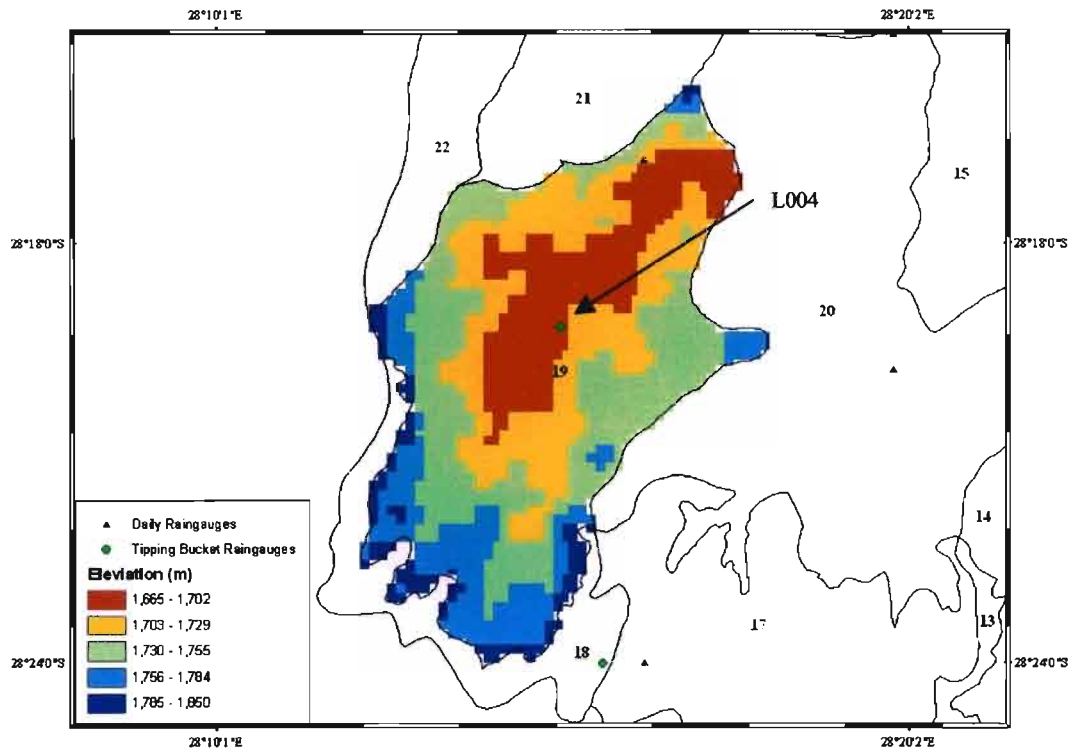 28°10'1"E 28°20'2"E
21
22
15
L004
28°18'0"S 28°18'0"S
20
19
14
Daily Raingauges
Tipping Bucket Raingauges
Elevation (m)
1,665 - 1,702
1,703 - 1,729
1,730 - 1,755
1,756 - 1,784
1,785 - 1,850
17
13
18
28°24'0"S 28°24'0"S
28°10'1"E 28°20'2"E